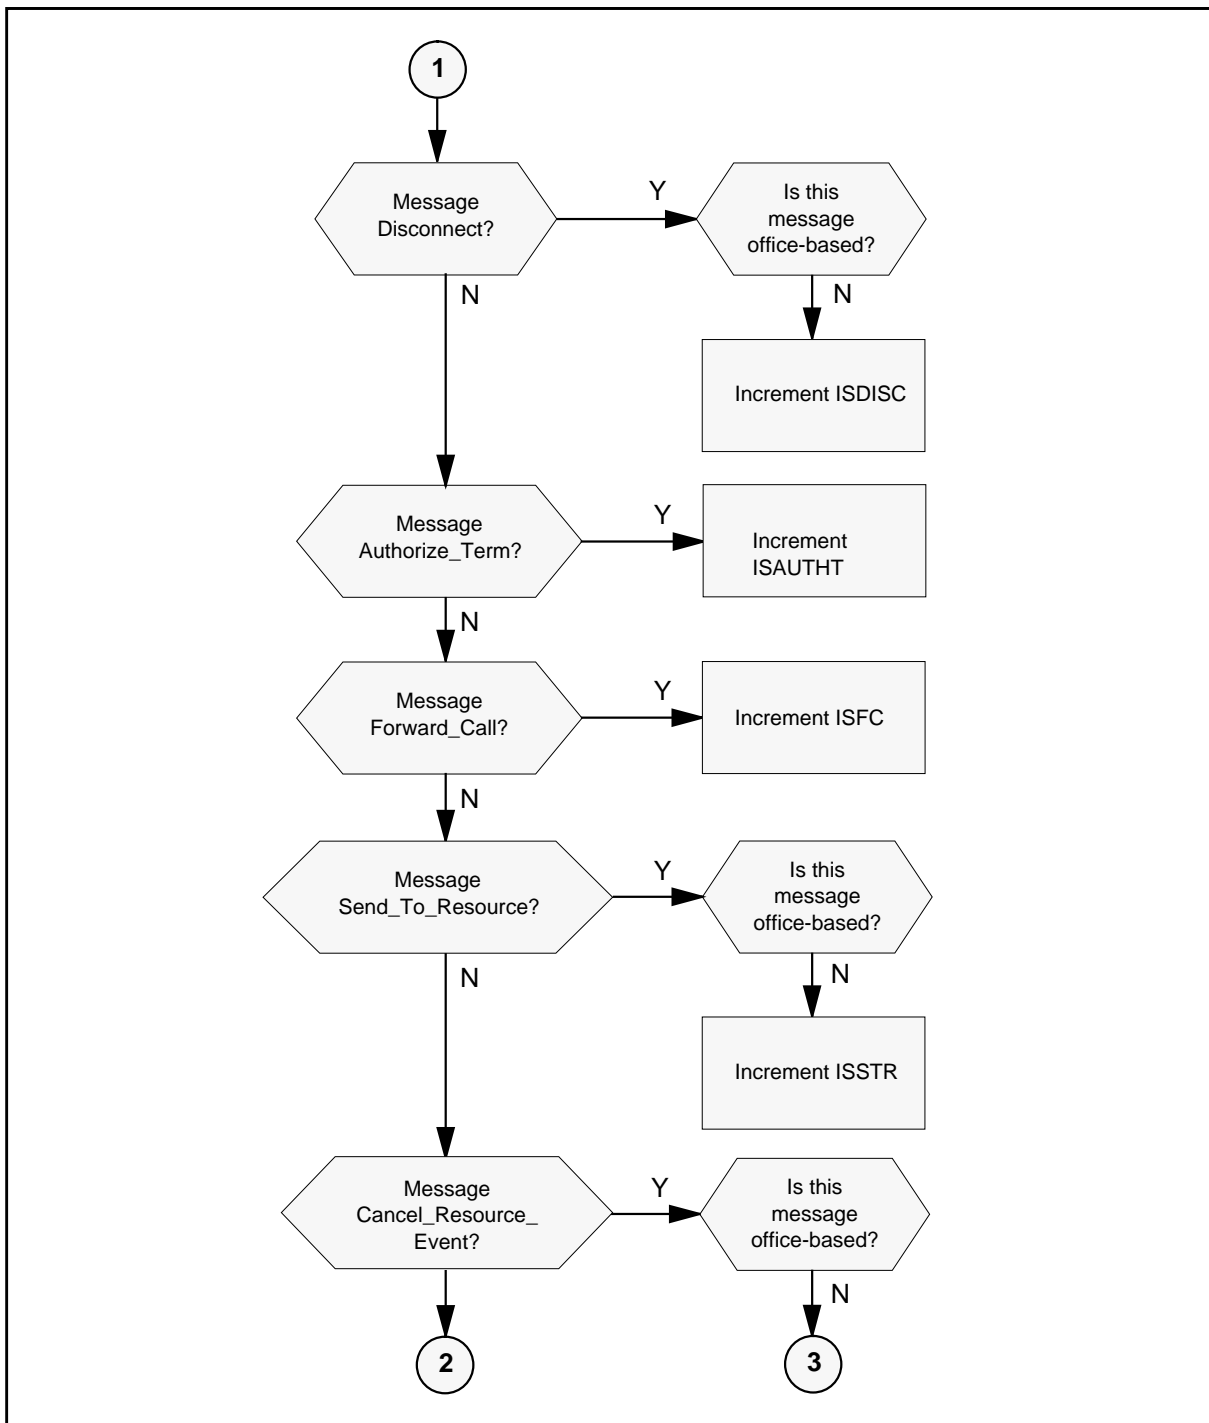 1
Message
Disconnect?
Y
Is this
message
office-based?
N
N
Increment ISDISC
Message
Authorize_Term?
Y
Increment
ISAUTHT
N
Message
Forward_Call?
Y
Increment ISFC
N
Message
Send_To_Resource?
Y
Is this
message
office-based?
N
N
Increment ISSTR
Message
Cancel_Resource_
Event?
Y
Is this
message
office-based?
N
2
3